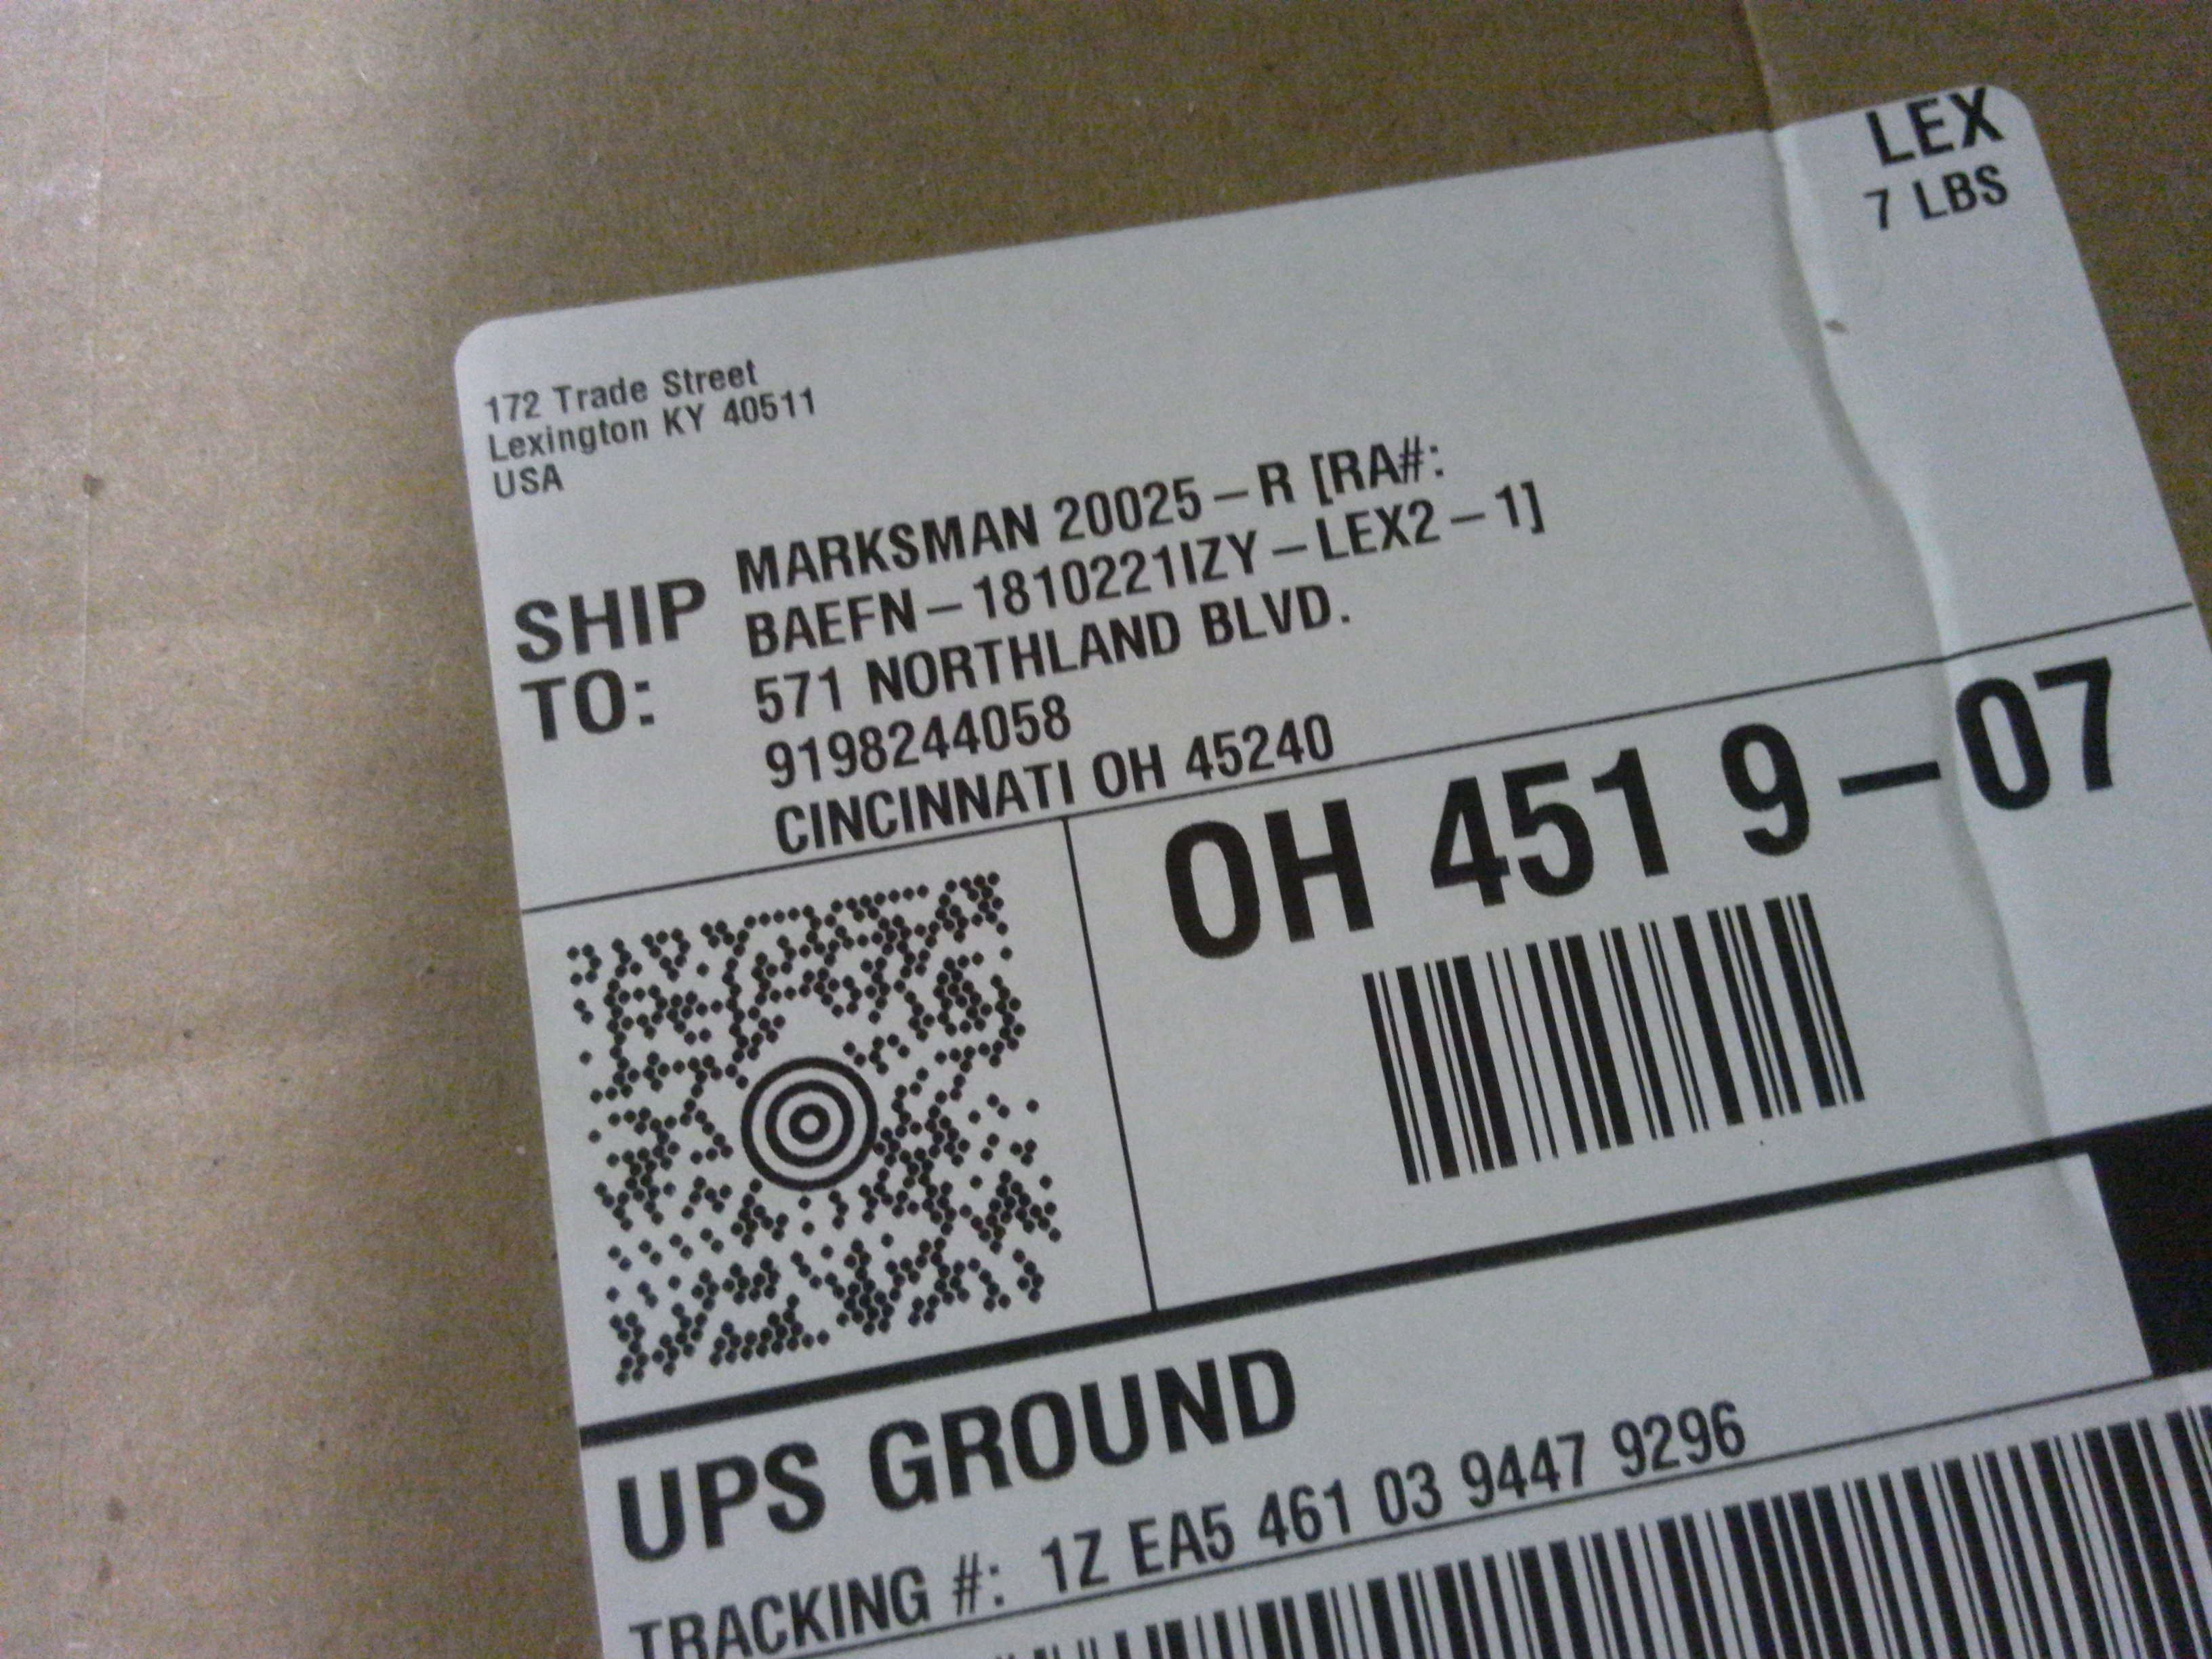 LEX
7 LBS
172 Trade Street
Lexington KY 40511
USA
SHIP TO:
MARKSMAN 20025-R [RA#:
BAEFN-1810221IZY-LEX2-1]
571 NORTHLAND BLVD.
9198244058
CINCINNATI OH 45240
OH 451 9-07
UPS GROUND
TRACKING #: 1Z EA5 461 03 9447 9296